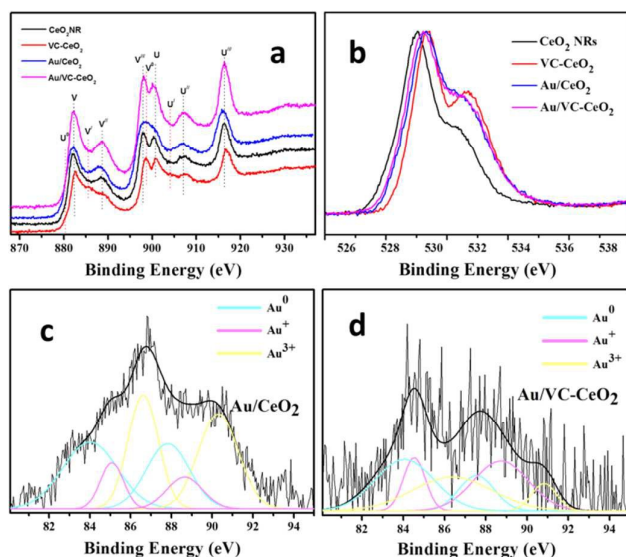 a
CeO₂NR
VC-CeO₂
Au/CeO₂
Au/VC-CeO₂
V
V'''
V⁰
U
U'''
U⁰
V'
V''
U'
U''
870 880 890 900 910 920 930
Binding Energy (eV)
b
CeO₂ NRs
VC-CeO₂
Au/CeO₂
Au/VC-CeO₂
526 528 530 532 534 536 538
Binding Energy (eV)
c
Au⁰
Au⁺
Au³⁺
Au/CeO₂
82 84 86 88 90 92 94
Binding Energy (eV)
d
Au⁰
Au⁺
Au³⁺
Au/VC-CeO₂
82 84 86 88 90 92 94
Binding Energy (eV)